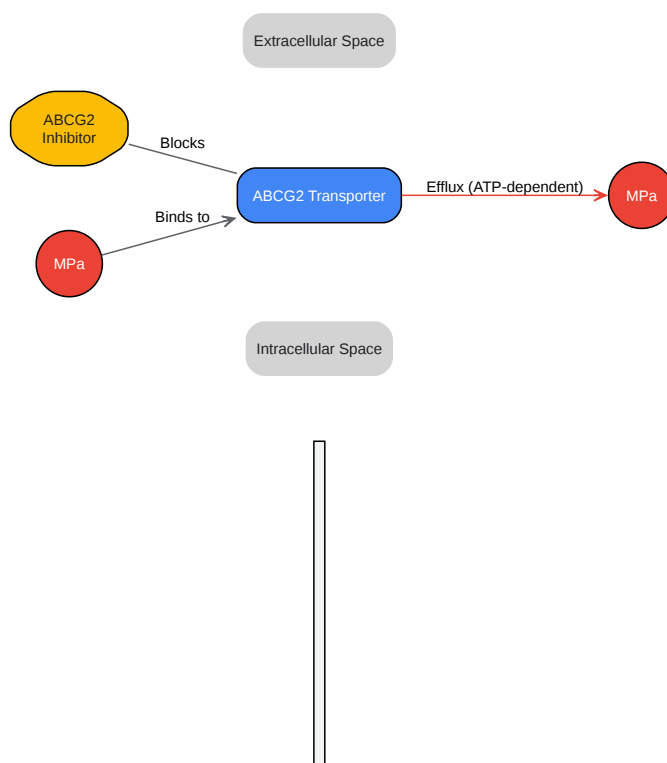 Extracellular Space
ABCG2
Inhibitor
Blocks
ABCG2 Transporter
Efflux (ATP-dependent)
MPa
Binds to
MPa
Intracellular Space